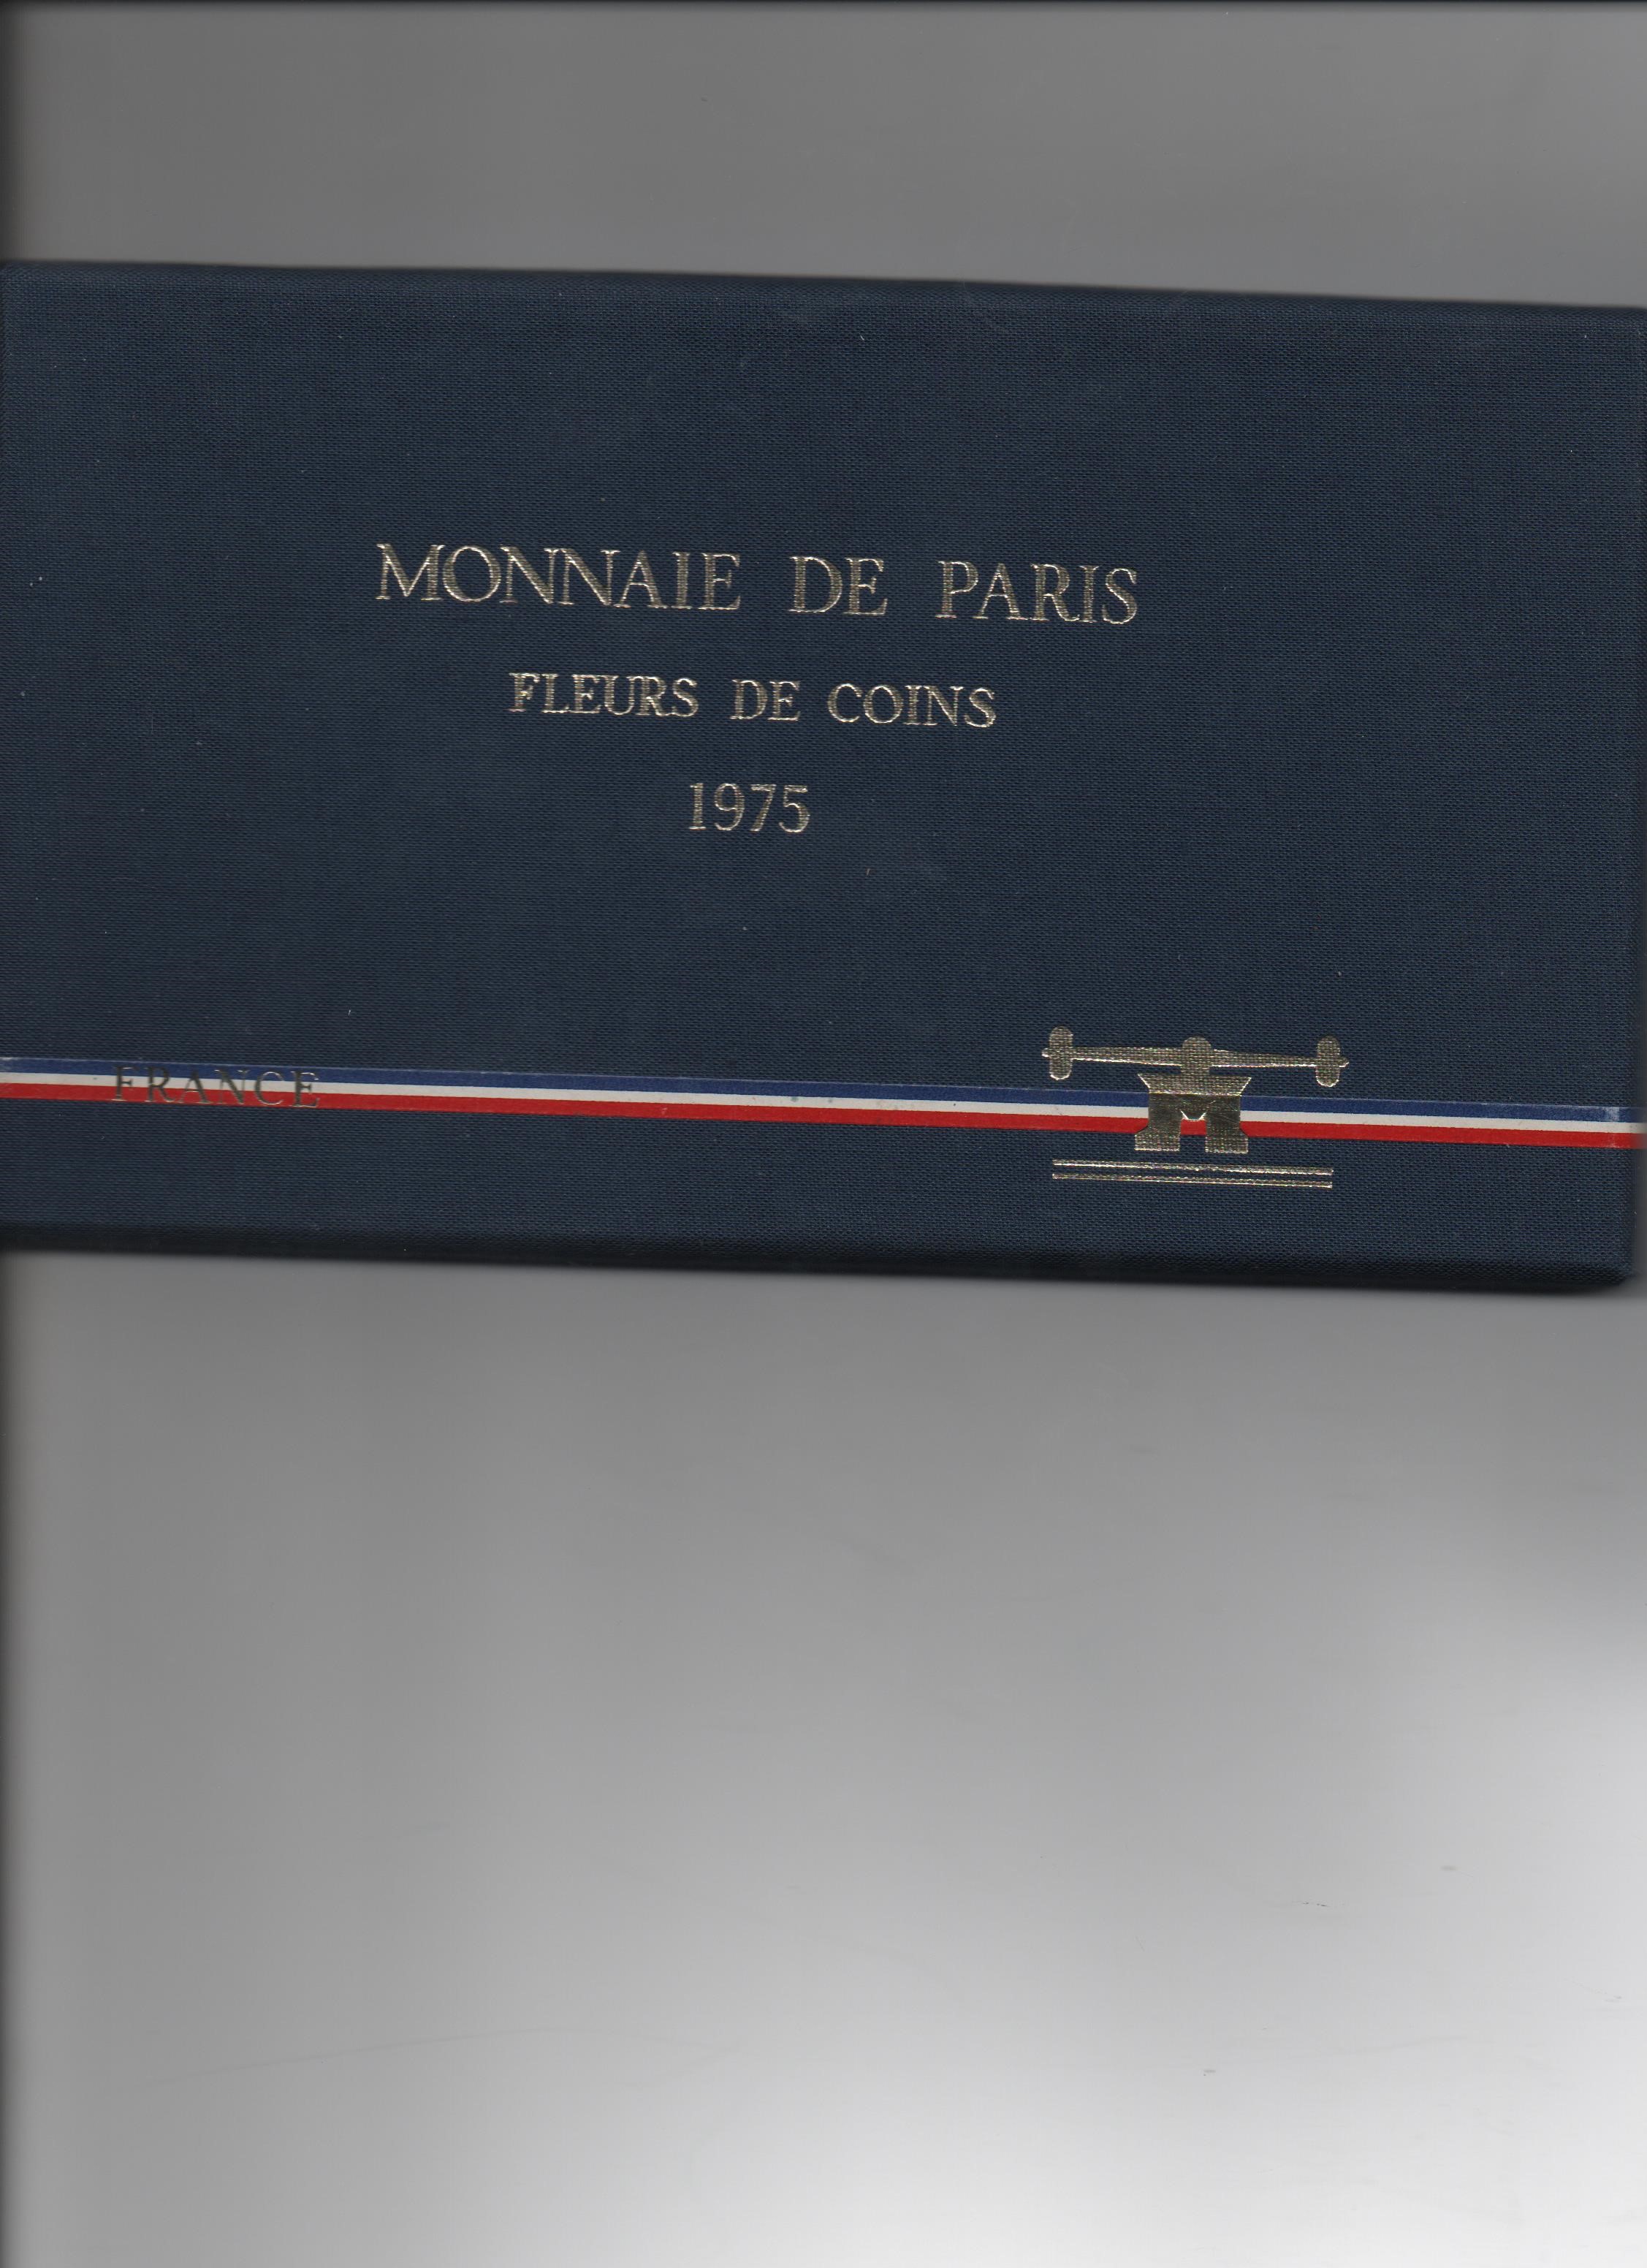 MONNAIE DE PARIS
FLEURS DE COINS
1975
FRANCE